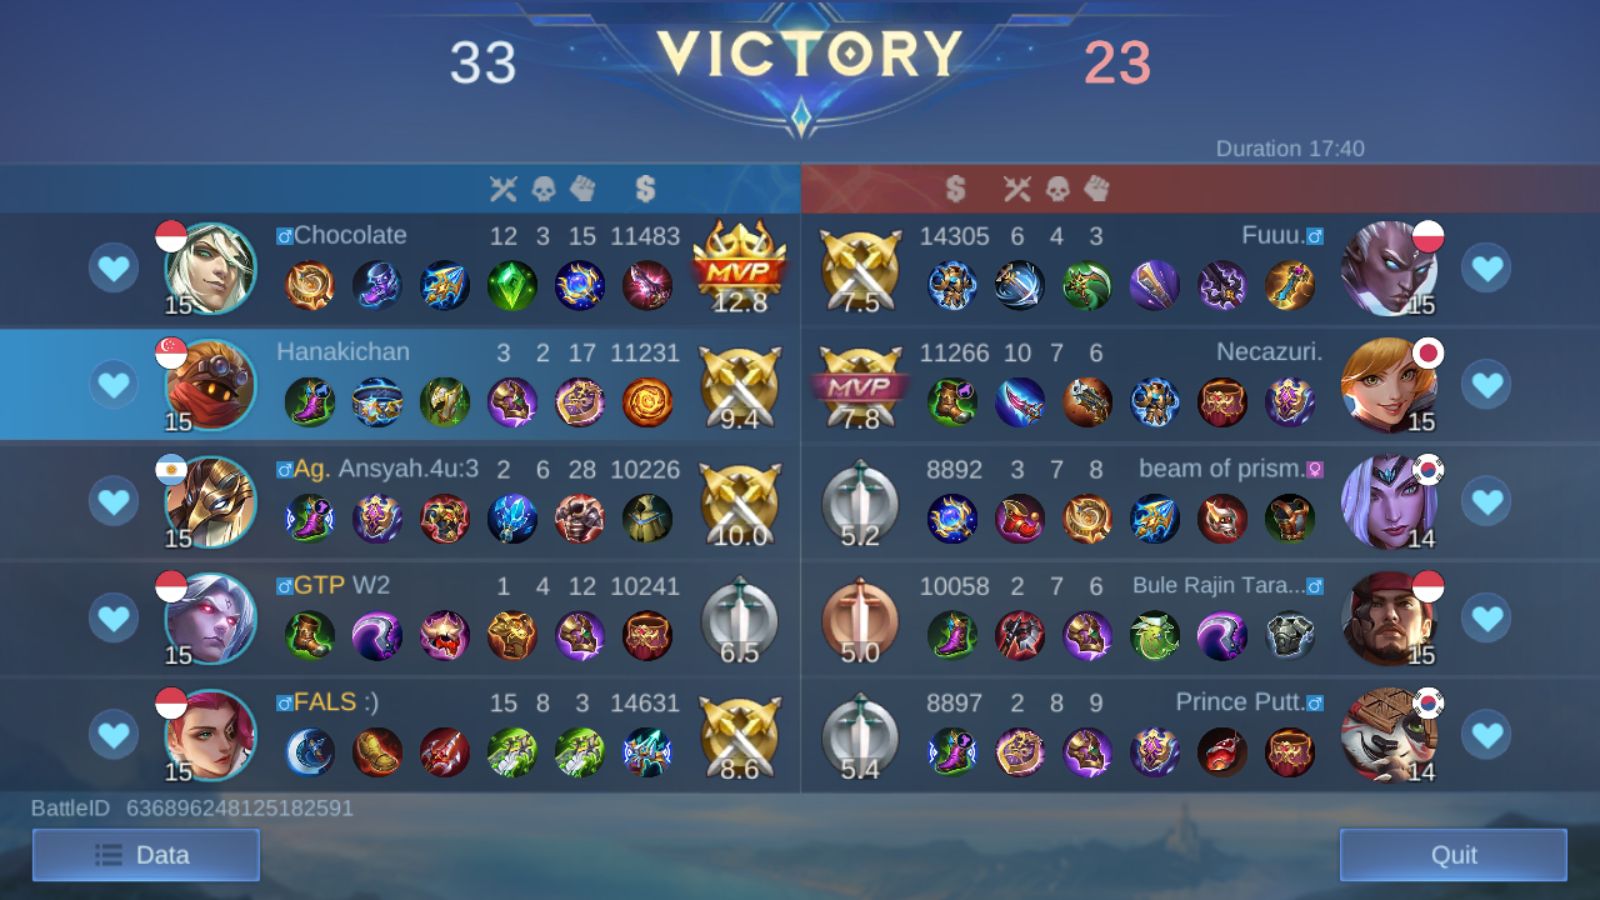 33 VICTORY 23
Duration 17:40
♂Chocolate 12 3 15 11483 MVP 12.8 15
7.5 14305 6 4 3 Fuuu.♂ 15
Hanakichan 3 2 17 11231 9.4 15
MVP 7.8 11266 10 7 6 Necazuri. 15
♂Ag. Ansyah.4u:3 2 6 28 10226 10.0 15
5.2 8892 3 7 8 beam of prism.♀ 14
♂GTP W2 1 4 12 10241 6.5 15
5.0 10058 2 7 6 Bule Rajin Tara...♂ 15
♂FALS :) 15 8 3 14631 8.6 15
5.4 8897 2 8 9 Prince Putt.♂ 14
BattleID 636896248125182591
Data
Quit